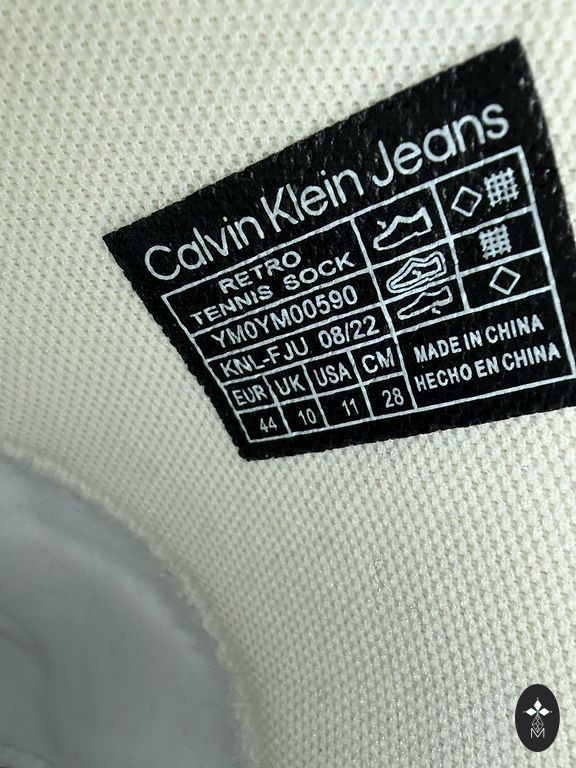 Calvin Klein Jeans
RETRO
TENNIS SOCK
YM0YM00590
KNL-FJU 08/22
EUR UK USA CM
44 10 11 28
MADE IN CHINA
HECHO EN CHINA
M